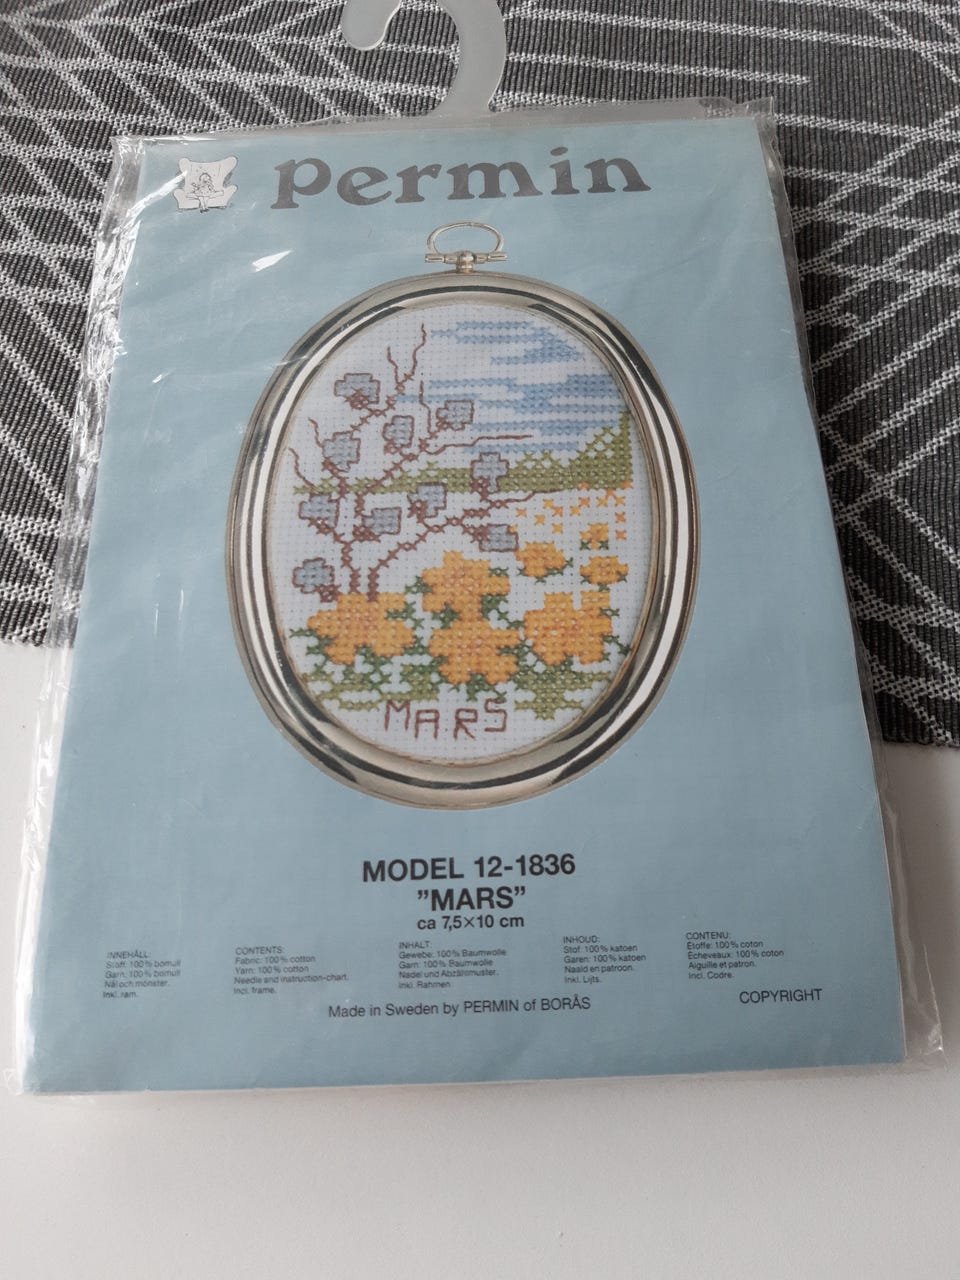 Permin
MARS
MODEL 12-1836
"MARS"
ca 7,5×10 cm
INNEHÅLL:
Stoff: 100% bomull
Garn: 100% bomull
Nål och mönster.
Inkl. ram.
CONTENTS:
Fabric: 100% cotton
Yarn: 100% cotton
Needle and instruction-chart.
Incl. frame.
INHALT:
Gewebe: 100% Baumwolle
Garn: 100% Baumwolle
Nadel und Abzählmuster.
Inkl. Rahmen
INHOUD:
Stof: 100% katoen
Garen: 100% katoen
Naald en patroon.
Inkl. Lijts.
CONTENU:
Étoffe: 100% coton
Echeveaux: 100% coton
Aiguille et patron.
Incl. Codre.
Made in Sweden by PERMIN of BORÅS
COPYRIGHT